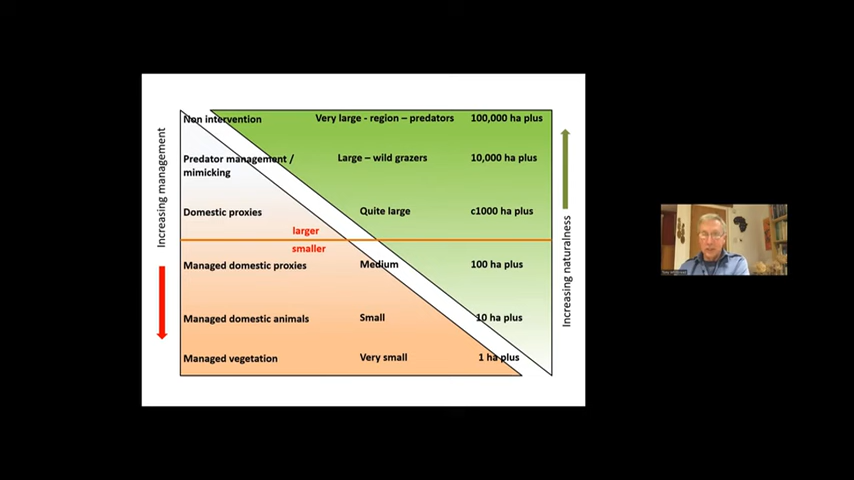 Non intervention Very large - region – predators 100,000 ha plus
Predator management / Large – wild grazers 10,000 ha plus
mimicking
Domestic proxies Quite large c1000 ha plus
larger
smaller
Managed domestic proxies Medium 100 ha plus
Managed domestic animals Small 10 ha plus
Managed vegetation Very small 1 ha plus
Increasing management
Increasing naturalness